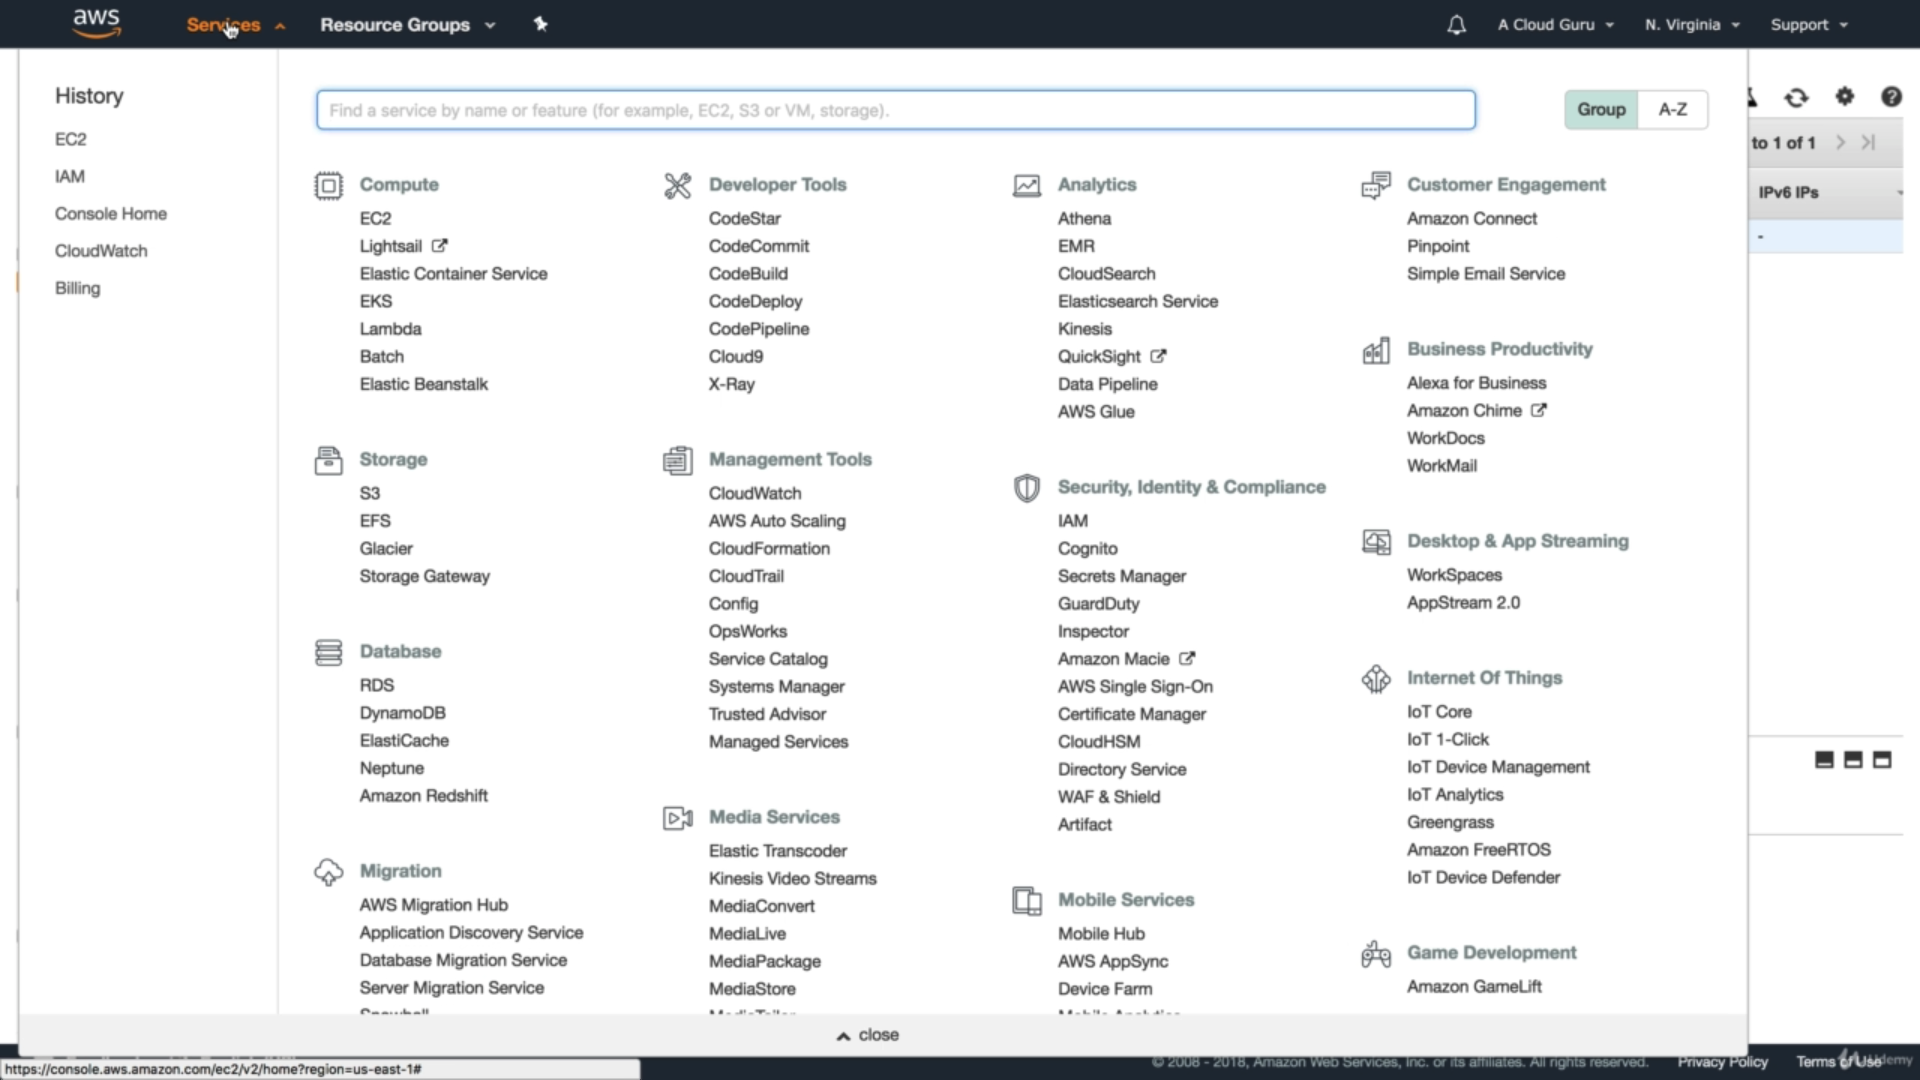 aws
Services
Resource Groups
A Cloud Guru
N. Virginia
Support
History
EC2
IAM
Console Home
CloudWatch
Billing
Find a service by name or feature (for example, EC2, S3 or VM, storage).
Group
A-Z
Compute
EC2
Lightsail
Elastic Container Service
EKS
Lambda
Batch
Elastic Beanstalk
Storage
S3
EFS
Glacier
Storage Gateway
Database
RDS
DynamoDB
ElastiCache
Neptune
Amazon Redshift
Migration
AWS Migration Hub
Application Discovery Service
Database Migration Service
Server Migration Service
Developer Tools
CodeStar
CodeCommit
CodeBuild
CodeDeploy
CodePipeline
Cloud9
X-Ray
Management Tools
CloudWatch
AWS Auto Scaling
CloudFormation
CloudTrail
Config
OpsWorks
Service Catalog
Systems Manager
Trusted Advisor
Managed Services
Media Services
Elastic Transcoder
Kinesis Video Streams
MediaConvert
MediaLive
MediaPackage
MediaStore
Analytics
Athena
EMR
CloudSearch
Elasticsearch Service
Kinesis
QuickSight
Data Pipeline
AWS Glue
Security, Identity & Compliance
IAM
Cognito
Secrets Manager
GuardDuty
Inspector
Amazon Macie
AWS Single Sign-On
Certificate Manager
CloudHSM
Directory Service
WAF & Shield
Artifact
Mobile Services
Mobile Hub
AWS AppSync
Device Farm
Customer Engagement
Amazon Connect
Pinpoint
Simple Email Service
Business Productivity
Alexa for Business
Amazon Chime
WorkDocs
WorkMail
Desktop & App Streaming
WorkSpaces
AppStream 2.0
Internet Of Things
IoT Core
IoT 1-Click
IoT Device Management
IoT Analytics
Greengrass
Amazon FreeRTOS
IoT Device Defender
Game Development
Amazon GameLift
to 1 of 1
IPv6 IPs
-
close
https://console.aws.amazon.com/ec2/v2/home?region=us-east-1#
© 2008 - 2018, Amazon Web Services, Inc. or its affiliates. All rights reserved.
Privacy Policy
Terms of Use